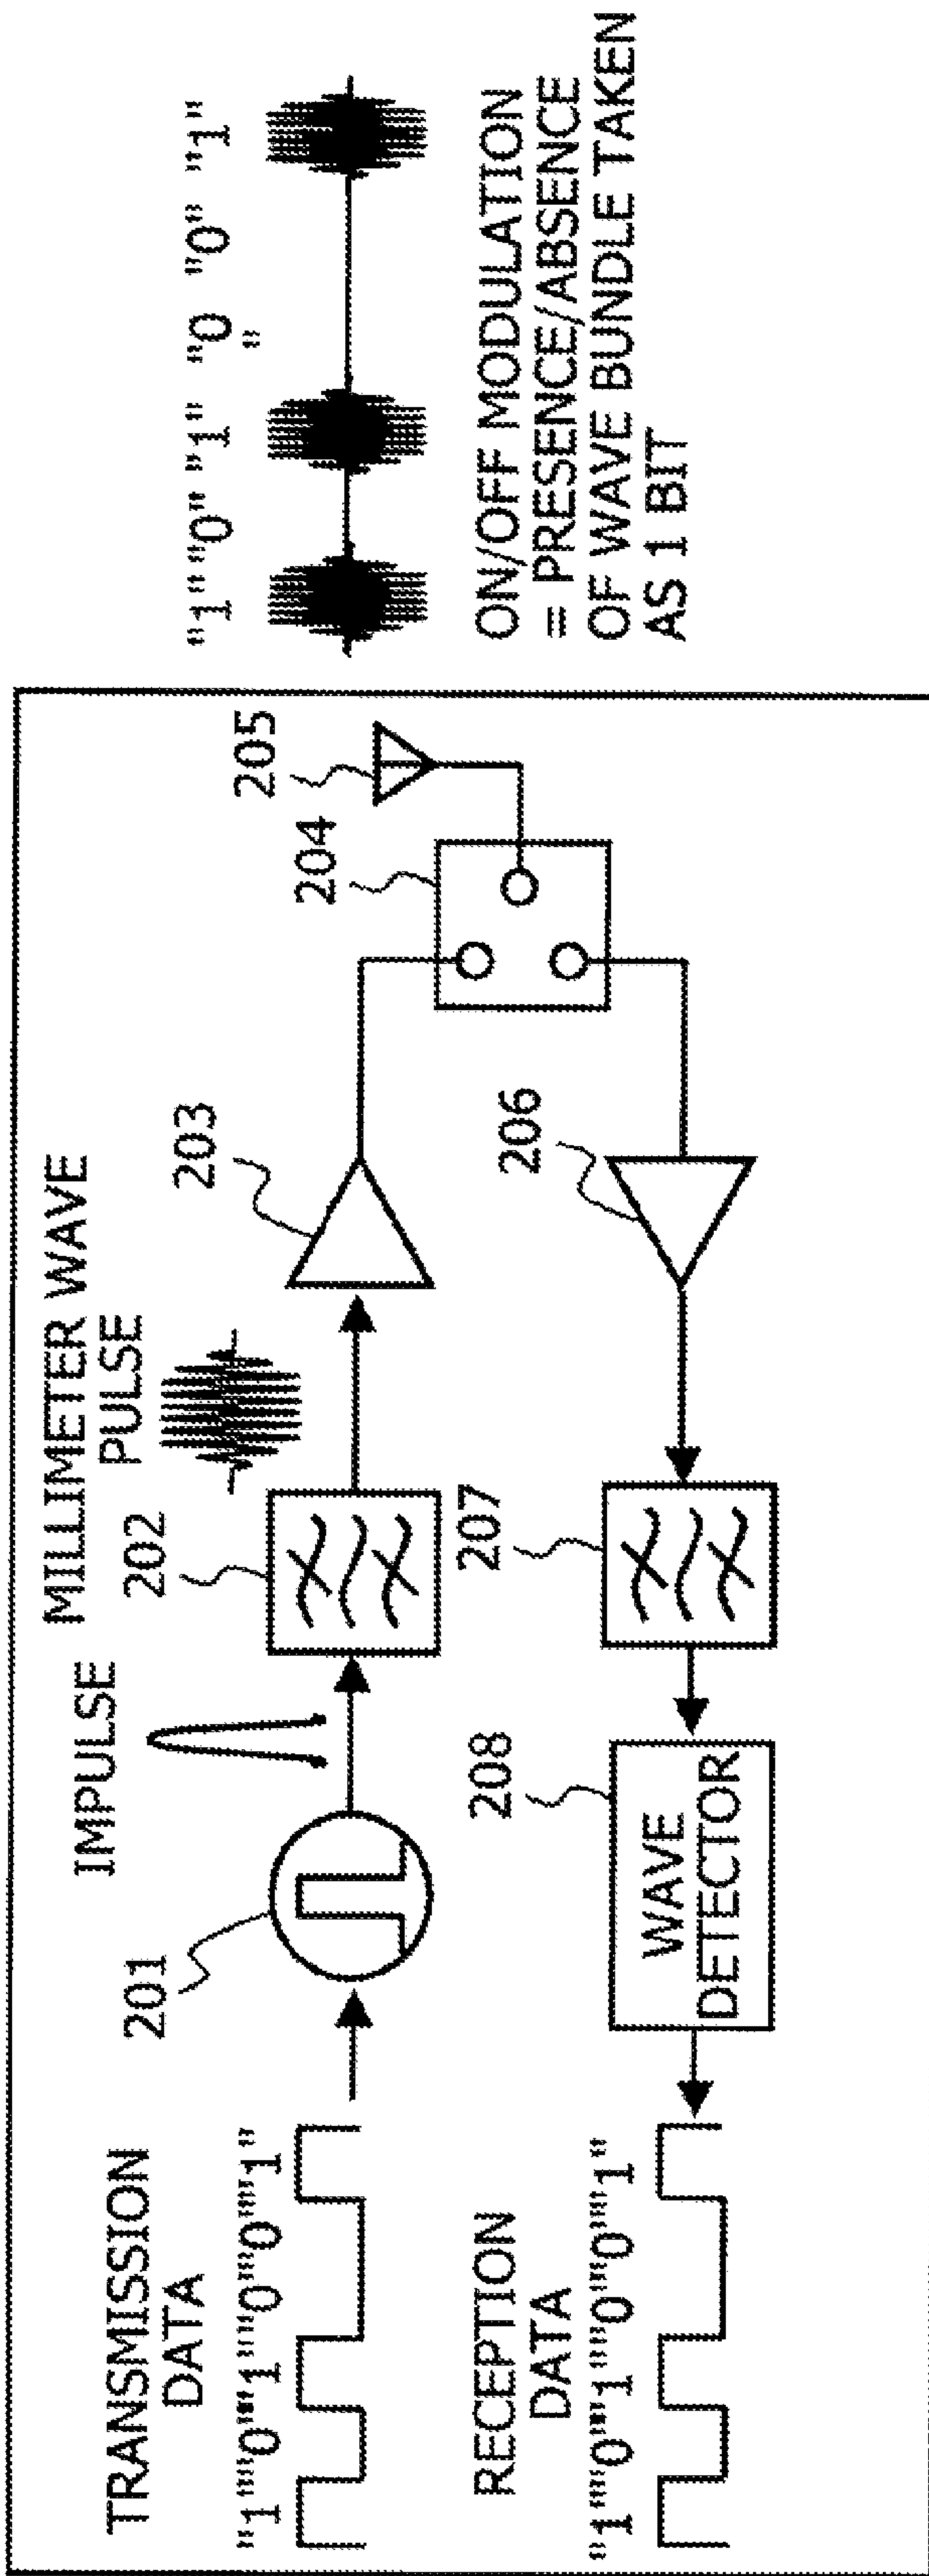 TRANSMISSION
DATA
"1""0""1""0""0""1"
IMPULSE
MILLIMETER WAVE
PULSE
201
202
203
204
205
RECEPTION
DATA
"1""0""1""0""0""1"
WAVE
DETECTOR
208
207
206
"1" "0" "1" "0 "0" "1"
"
ON/OFF MODULATION
= PRESENCE/ABSENCE
OF WAVE BUNDLE TAKEN
AS 1 BIT